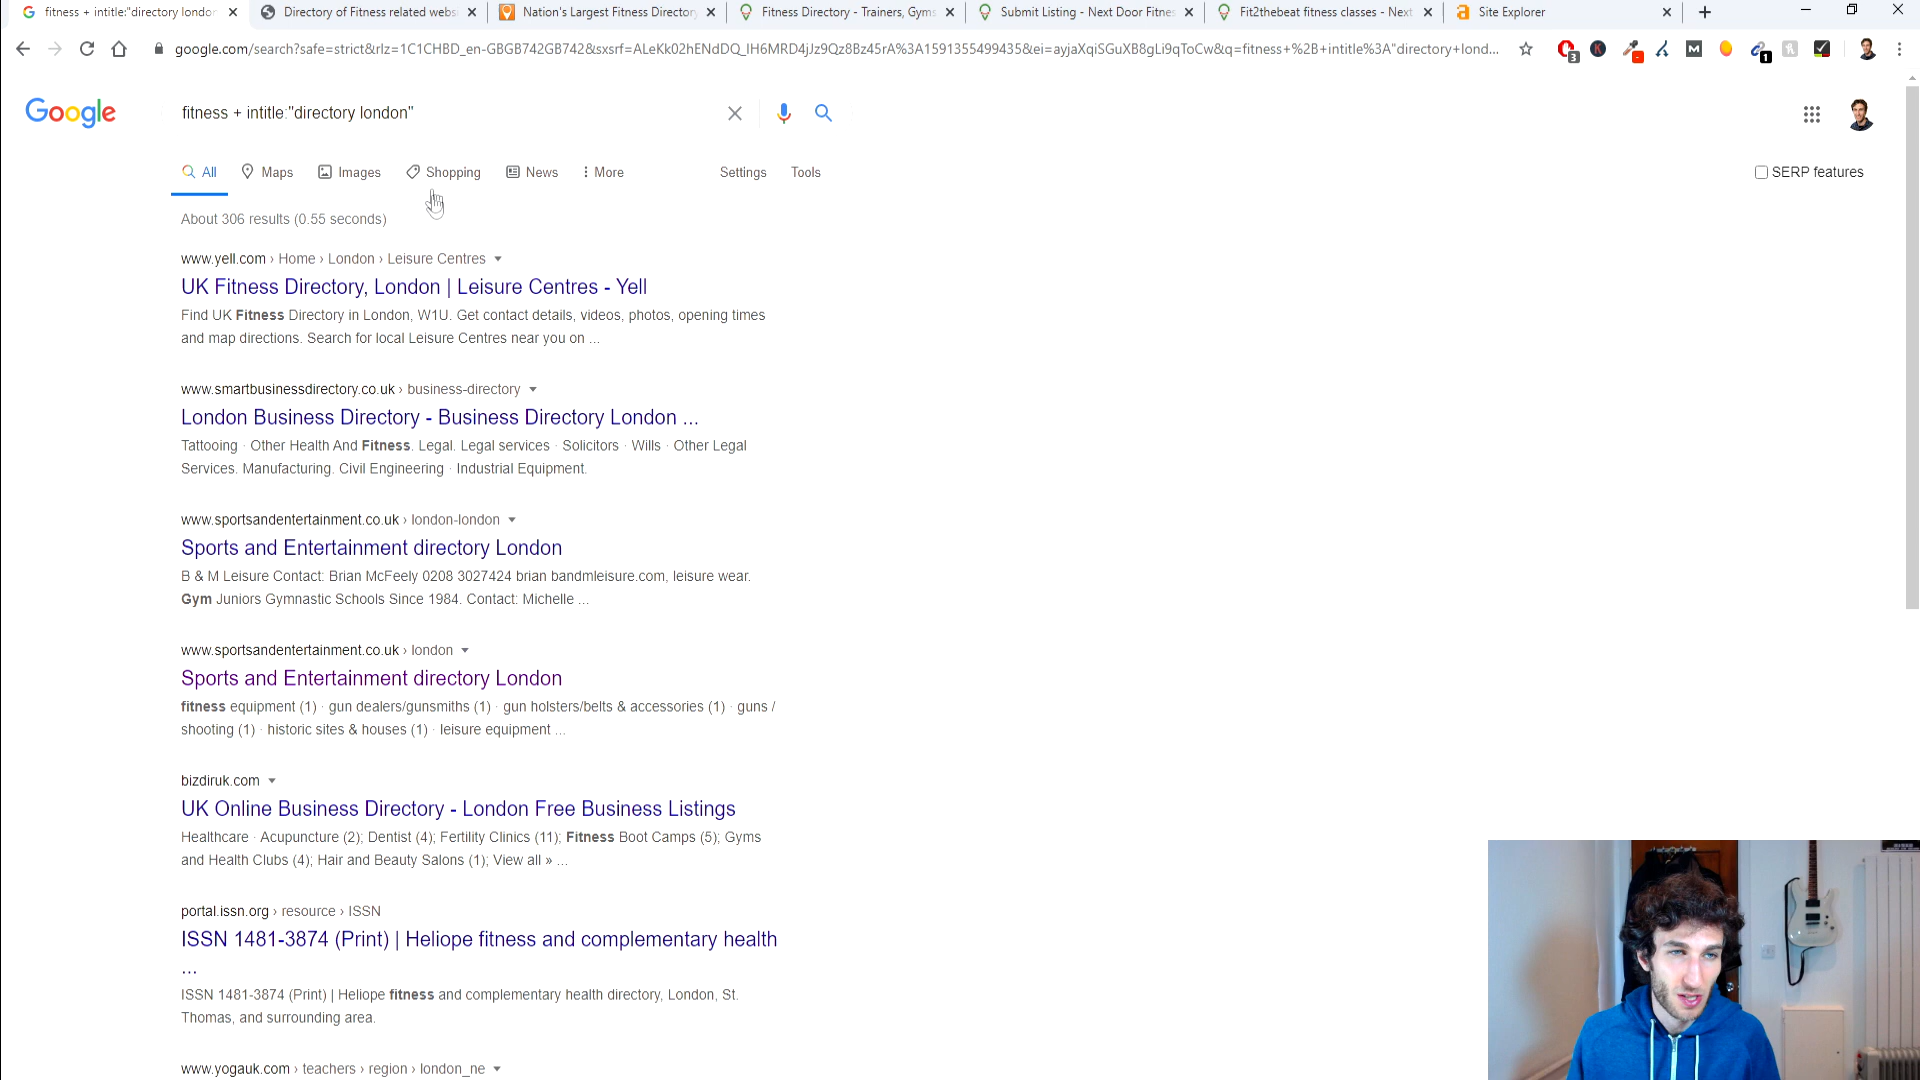 fitness + intitle:"directory londor
Directory of Fitness related webs
Nation's Largest Fitness Directory
Fitness Directory - Trainers, Gyms
Submit Listing - Next Door Fitne
Fit2thebeat fitness classes - Next
Site Explorer
google.com/search?safe=strict&rlz=1C1CHBD_en-GBGB742GB742&sxsrf=ALeKk02hENdDQ_IH6MRD4jJz9Qz8Bz45rA%3A1591355499435&ei=ayjaXqiSGuXB8gLi9qToCw&q=fitness+%2B+intitle%3A"directory+lond...
3
1
Google
fitness + intitle:"directory london"
All
Maps
Images
Shopping
News
More
Settings
Tools
SERP features
About 306 results (0.55 seconds)
www.yell.com › Home › London › Leisure Centres
UK Fitness Directory, London | Leisure Centres - Yell
Find UK Fitness Directory in London, W1U. Get contact details, videos, photos, opening times
and map directions. Search for local Leisure Centres near you on ...
www.smartbusinessdirectory.co.uk › business-directory
London Business Directory - Business Directory London ...
Tattooing · Other Health And Fitness. Legal. Legal services · Solicitors · Wills · Other Legal
Services. Manufacturing. Civil Engineering · Industrial Equipment.
www.sportsandentertainment.co.uk › london-london
Sports and Entertainment directory London
B & M Leisure Contact: Brian McFeely 0208 3027424 brian bandmleisure.com, leisure wear.
Gym Juniors Gymnastic Schools Since 1984. Contact: Michelle ...
www.sportsandentertainment.co.uk › london
Sports and Entertainment directory London
fitness equipment (1) · gun dealers/gunsmiths (1) · gun holsters/belts & accessories (1) · guns /
shooting (1) · historic sites & houses (1) · leisure equipment ...
bizdiruk.com
UK Online Business Directory - London Free Business Listings
Healthcare · Acupuncture (2); Dentist (4); Fertility Clinics (11); Fitness Boot Camps (5); Gyms
and Health Clubs (4); Hair and Beauty Salons (1); View all » ...
portal.issn.org › resource › ISSN
ISSN 1481-3874 (Print) | Heliope fitness and complementary health
...
ISSN 1481-3874 (Print) | Heliope fitness and complementary health directory, London, St.
Thomas, and surrounding area.
www.yogauk.com › teachers › region › london_ne